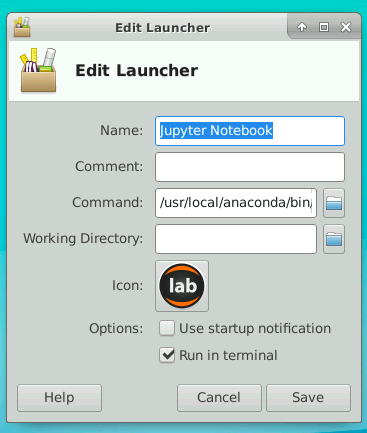 Edit Launcher
Edit Launcher
Name: Jupyter Notebook
Comment:
Command: /usr/local/anaconda/bin/
Working Directory:
Icon: lab
Options: Use startup notification
Run in terminal
Help Cancel Save